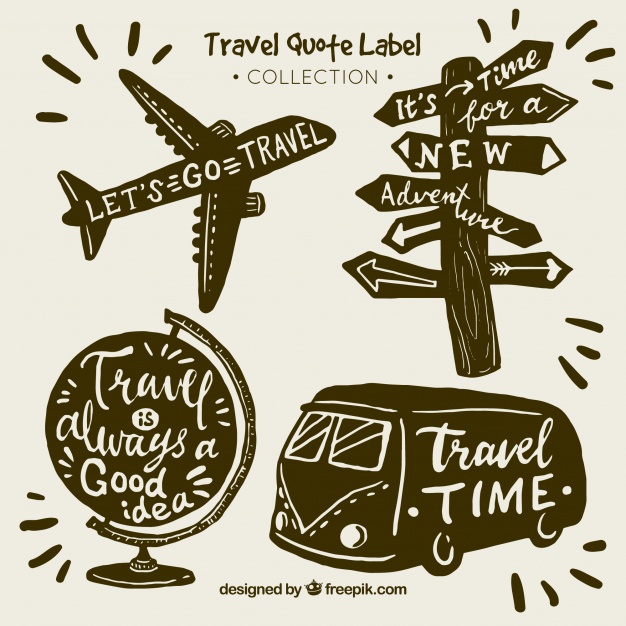 Travel Quote Label
• COLLECTION •
LET'S GO TRAVEL
It's Time
for a
NEW
Adventure
Travel
is
always a
Good
idea
travel
• TIME •
designed by freepik.com